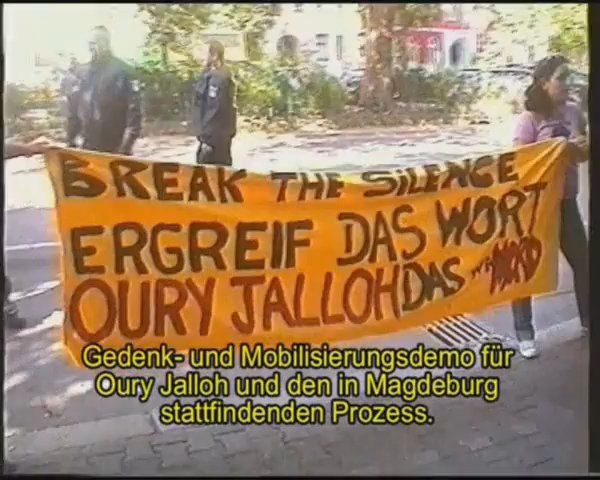 BREAK THE SILENCE
ERGREIF DAS WORT
OURY JALLOH DAS WAR MORD
Gedenk- und Mobilisierungsdemo für
Oury Jalloh und den in Magdeburg
stattfindenden Prozess.